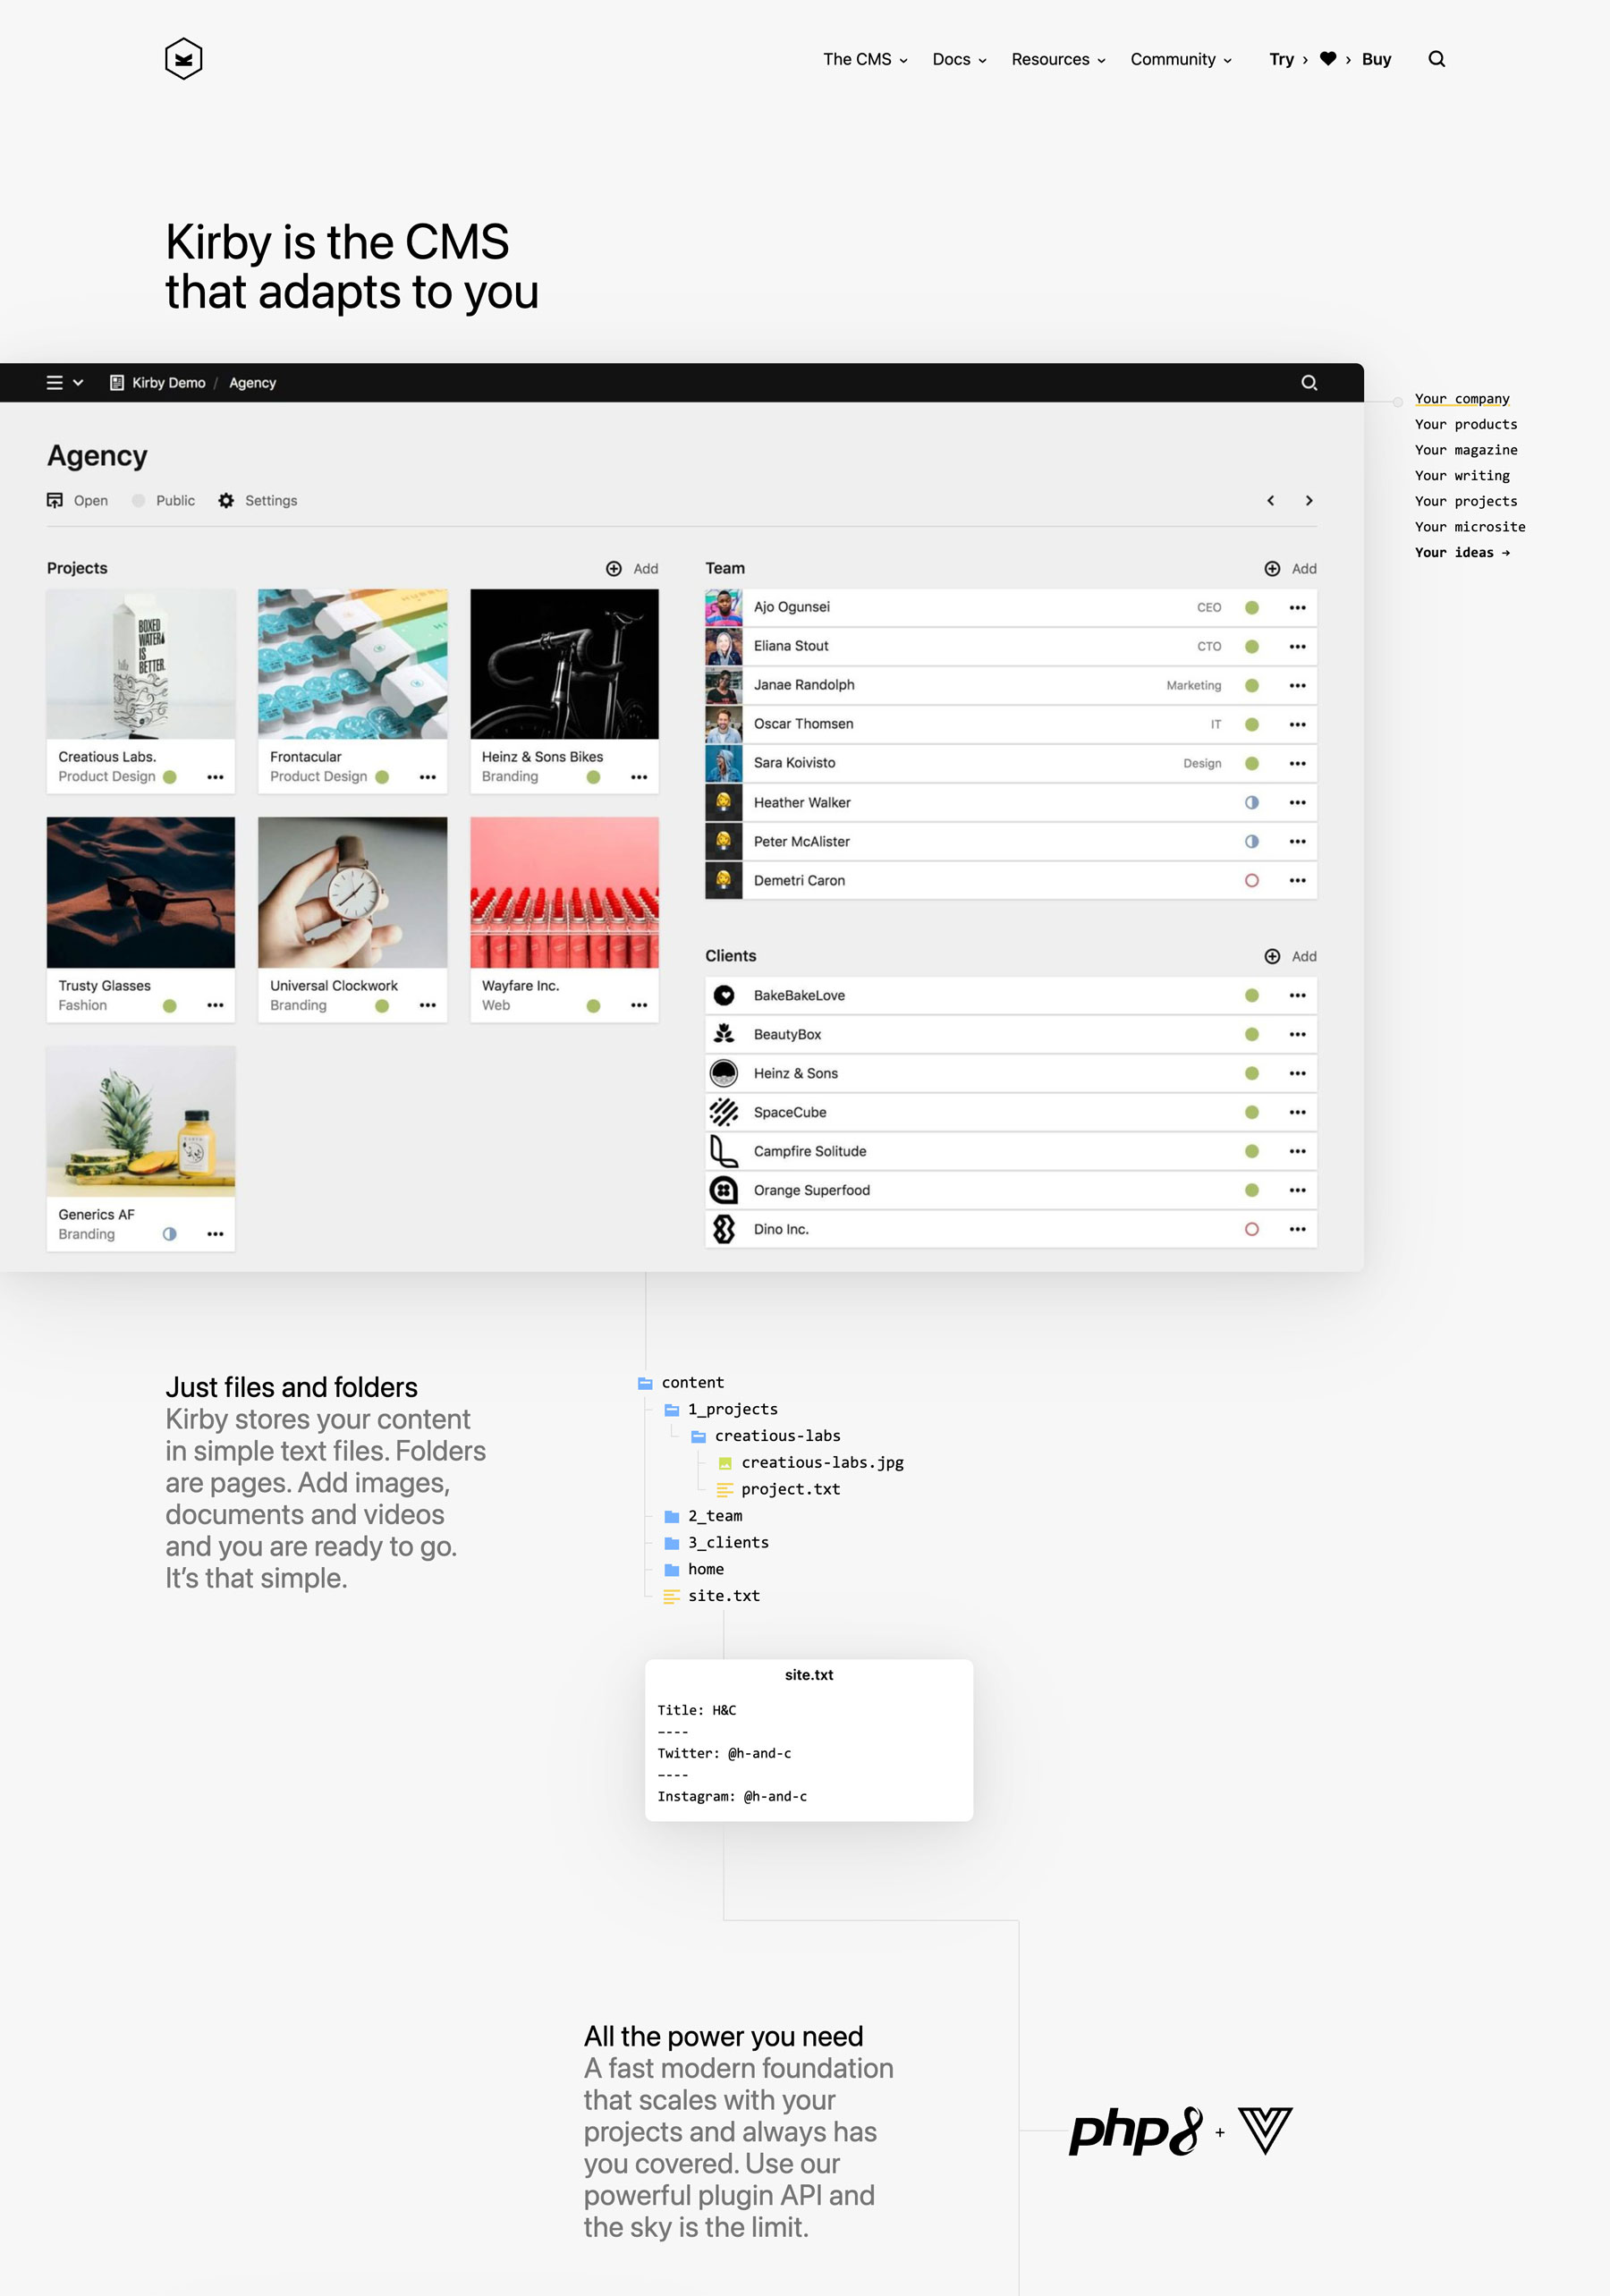 The CMS Docs Resources Community Try › ♥ › Buy
Kirby is the CMS
that adapts to you
Kirby Demo / Agency
Agency
Open Public Settings
Projects Add
BOXED
WATER
IS
BETTER.
Creatious Labs.
Product Design
Frontacular
Product Design
Heinz & Sons Bikes
Branding
Trusty Glasses
Fashion
Universal Clockwork
Branding
Wayfare Inc.
Web
Generics AF
Branding
Team Add
Ajo Ogunsei CEO
Eliana Stout CTO
Janae Randolph Marketing
Oscar Thomsen IT
Sara Koivisto Design
Heather Walker
Peter McAlister
Demetri Caron
Clients Add
BakeBakeLove
BeautyBox
Heinz & Sons
SpaceCube
Campfire Solitude
Orange Superfood
Dino Inc.
Your company
Your products
Your magazine
Your writing
Your projects
Your microsite
Your ideas →
Just files and folders
Kirby stores your content
in simple text files. Folders
are pages. Add images,
documents and videos
and you are ready to go.
It’s that simple.
content
1_projects
creatious-labs
creatious-labs.jpg
project.txt
2_team
3_clients
home
site.txt
site.txt
Title: H&C
----
Twitter: @h-and-c
----
Instagram: @h-and-c
All the power you need
A fast modern foundation
that scales with your
projects and always has
you covered. Use our
powerful plugin API and
the sky is the limit.
php8 +